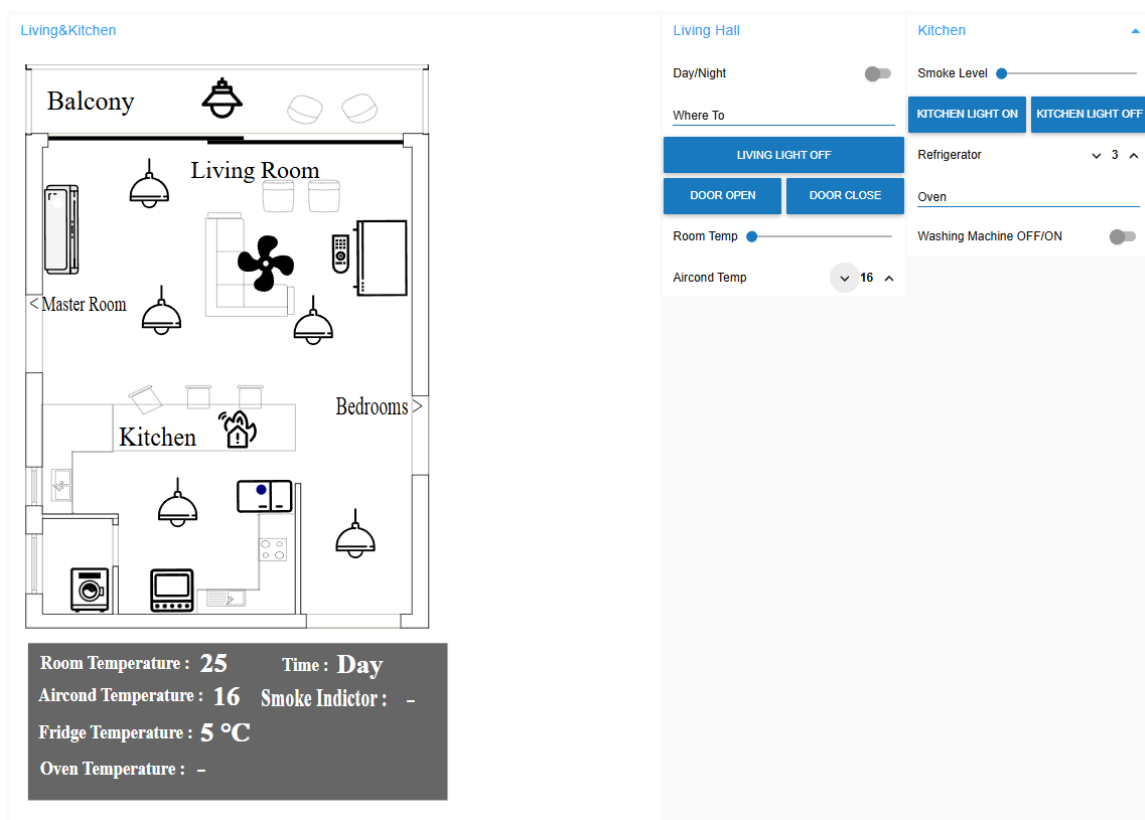 Living&Kitchen
Balcony
Living Room
< Master Room
Bedrooms >
Kitchen
Room Temperature : 25 Time : Day
Aircond Temperature : 16 Smoke Indictor : -
Fridge Temperature : 5 °C
Oven Temperature : -
Living Hall
Day/Night
Where To
LIVING LIGHT OFF
DOOR OPEN DOOR CLOSE
Room Temp
Aircond Temp 16
Kitchen
Smoke Level
KITCHEN LIGHT ON KITCHEN LIGHT OFF
Refrigerator 3
Oven
Washing Machine OFF/ON